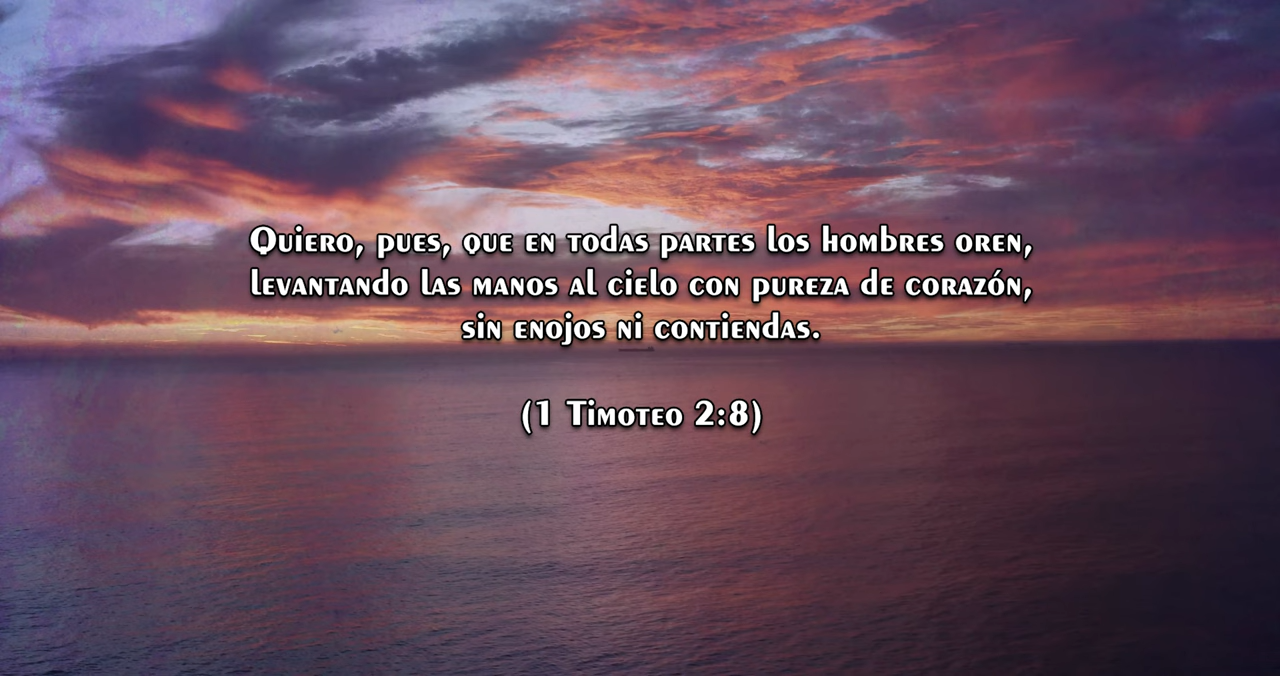 Quiero, pues, que en todas partes los hombres oren,
levantando las manos al cielo con pureza de corazón,
sin enojos ni contiendas.
(1 Timoteo 2:8)